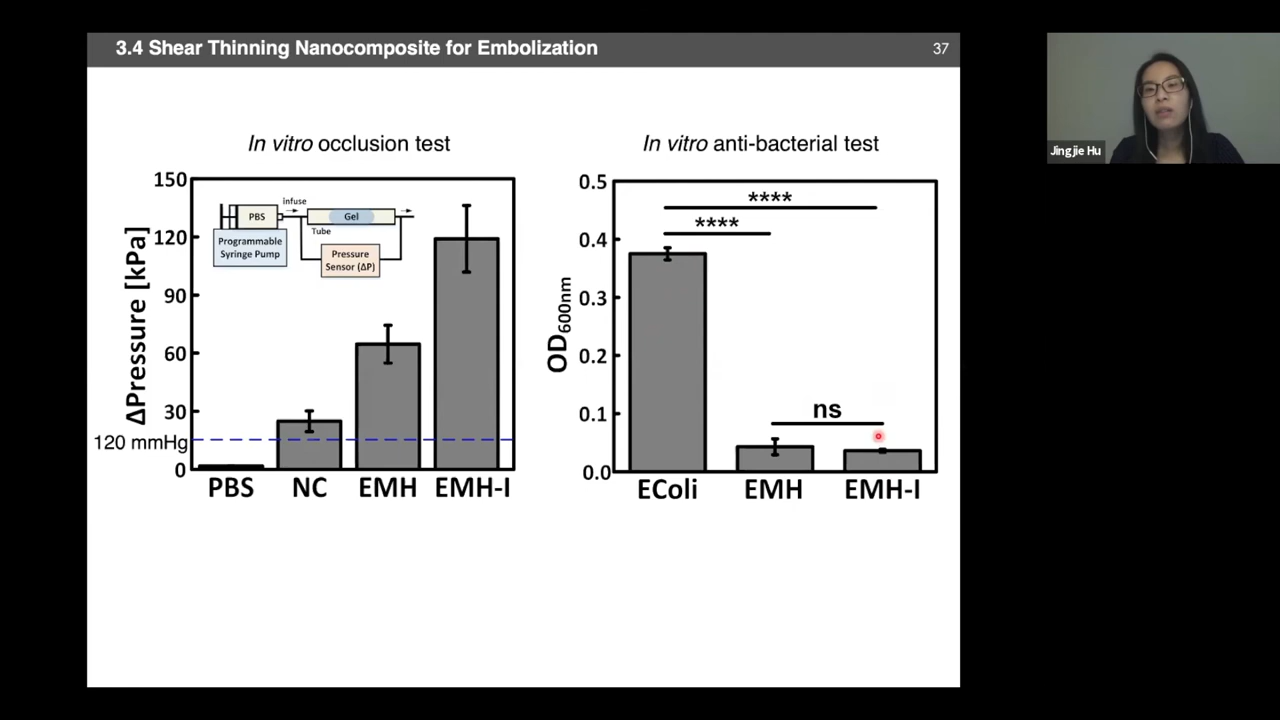 3.4 Shear Thinning Nanocomposite for Embolization
37
In vitro occlusion test
ΔPressure [kPa]
150
120
90
60
30
0
120 mmHg
infuse
PBS
Programmable
Syringe Pump
Gel
Tube
Pressure
Sensor (ΔP)
PBS NC EMH EMH-I
In vitro anti-bacterial test
OD600nm
0.5
0.4
0.3
0.2
0.1
0.0
****
****
ns
EColi EMH EMH-I
Jingjie Hu